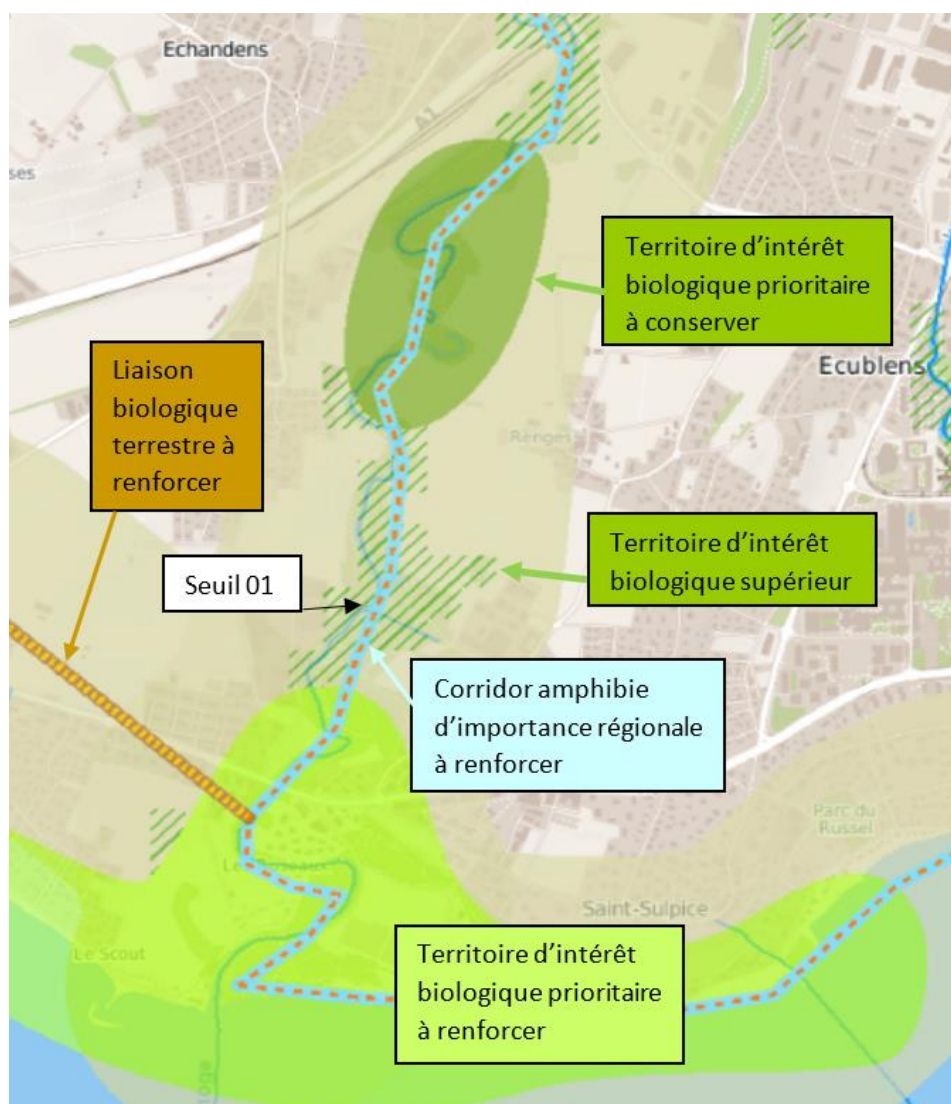 Echandens
A1
ses
Territoire d'intérêt
biologique prioritaire
à conserver
Liaison
biologique
terrestre à
renforcer
Ecublens
Renges
Territoire d'intérêt
biologique supérieur
Seuil 01
Corridor amphibie
d'importance régionale
à renforcer
Parc du
Russel
Saint-Sulpice
Le Scout
Territoire d'intérêt
biologique prioritaire
à renforcer